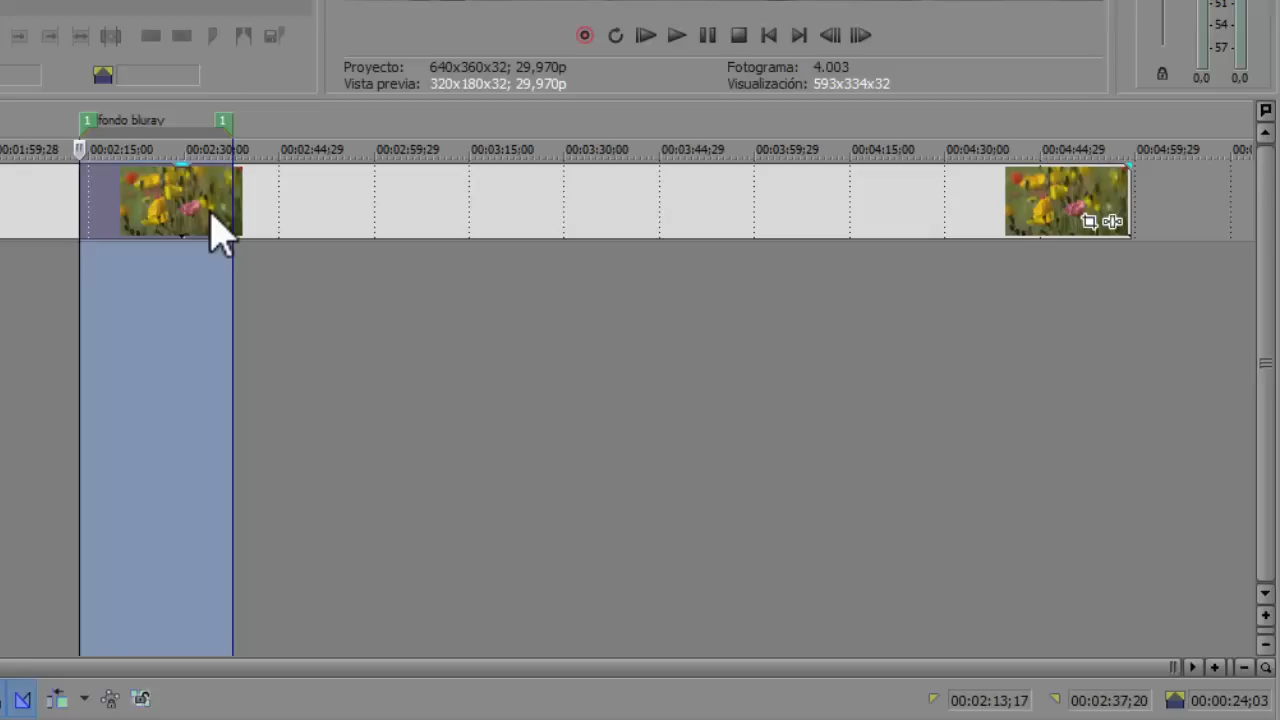 -51
-54
-57
0,0 0,0
Proyecto: 640x360x32; 29,970p
Fotograma: 4.003
Vista previa: 320x180x32; 29,970p
Visualización: 593x334x32
1 fondo bluray 1
00:01:59;28 00:02:15;00 00:02:30;00 00:02:44;29 00:02:59;29 00:03:15;00 00:03:30;00 00:03:44;29 00:03:59;29 00:04:15;00 00:04:30;00 00:04:44;29 00:04:59;29
00:02:13;17 00:02:37;20 00:00:24;03